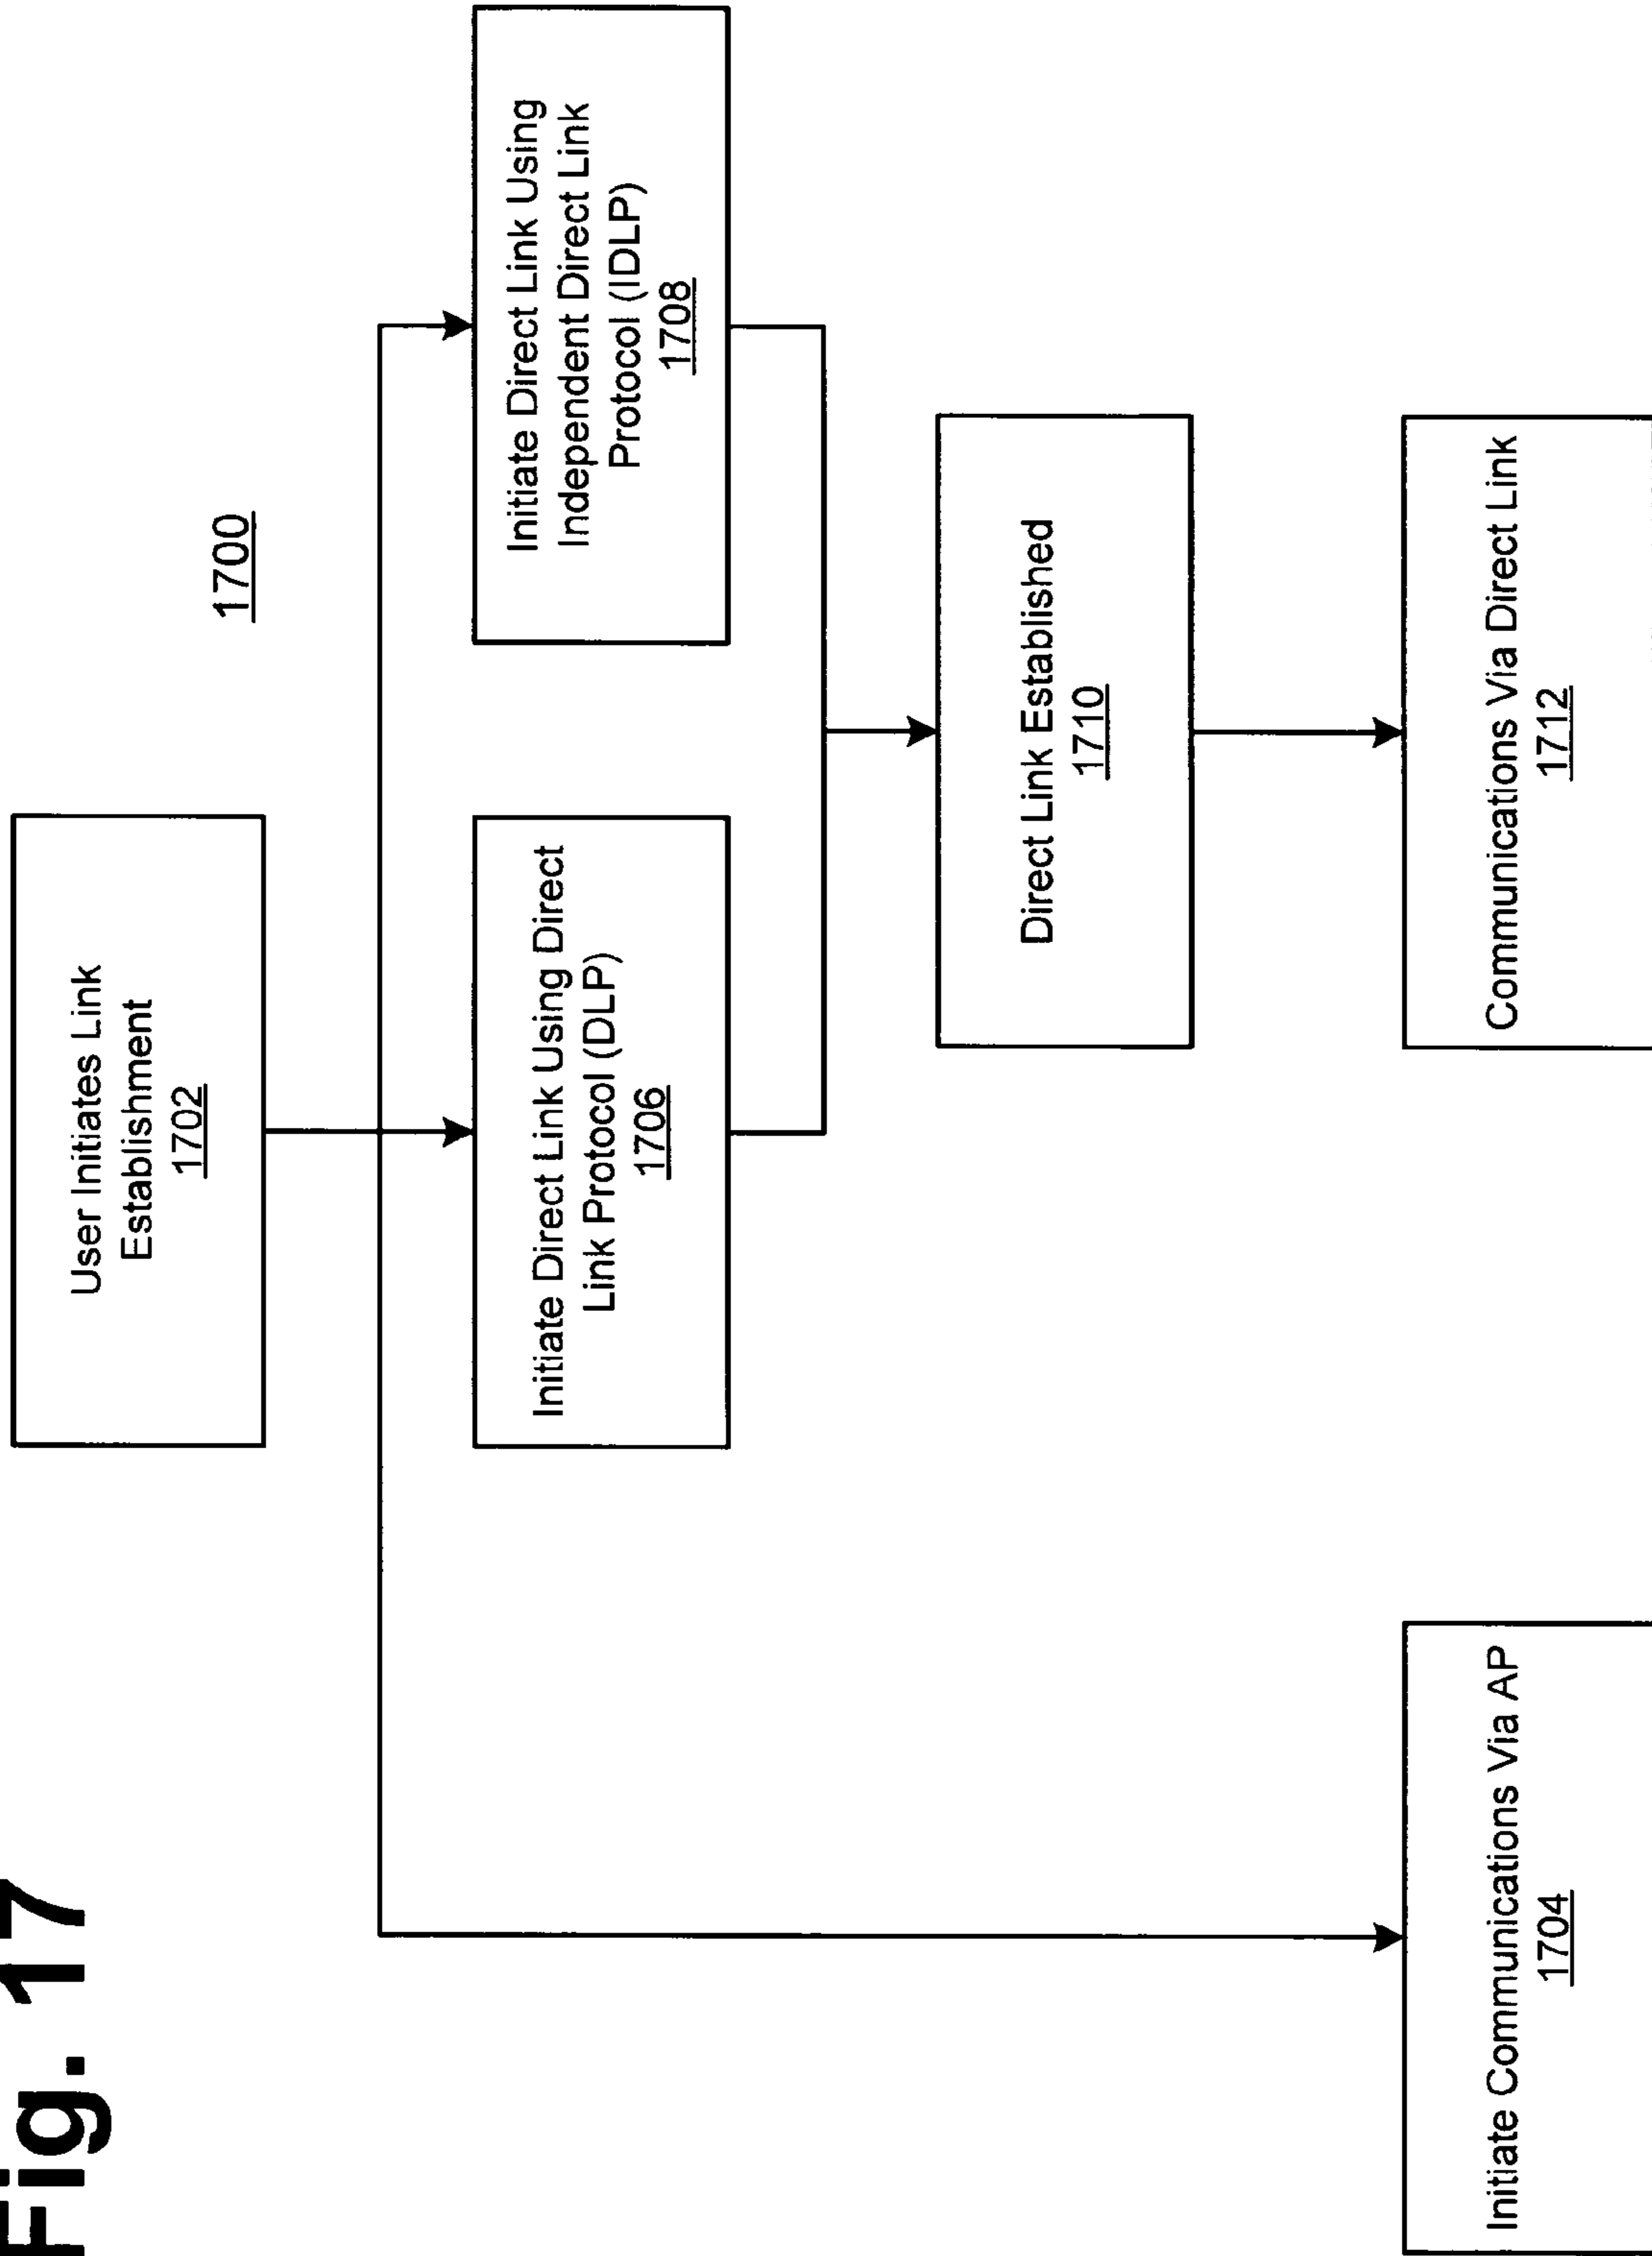 Fig. 17
1700
User Initiates Link
Establishment
1702
Initiate Direct Link Using Direct
Link Protocol (DLP)
1706
Initiate Direct Link Using
Independent Direct Link
Protocol (IDLP)
1708
Direct Link Established
1710
Initiate Communications Via AP
1704
Communications Via Direct Link
1712